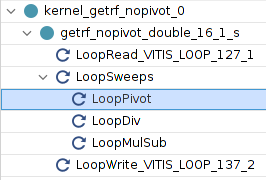 kernel_getrf_nopivot_0
getrf_nopivot_double_16_1_s
LoopRead_VITIS_LOOP_127_1
LoopSweeps
LoopPivot
LoopDiv
LoopMulSub
LoopWrite_VITIS_LOOP_137_2